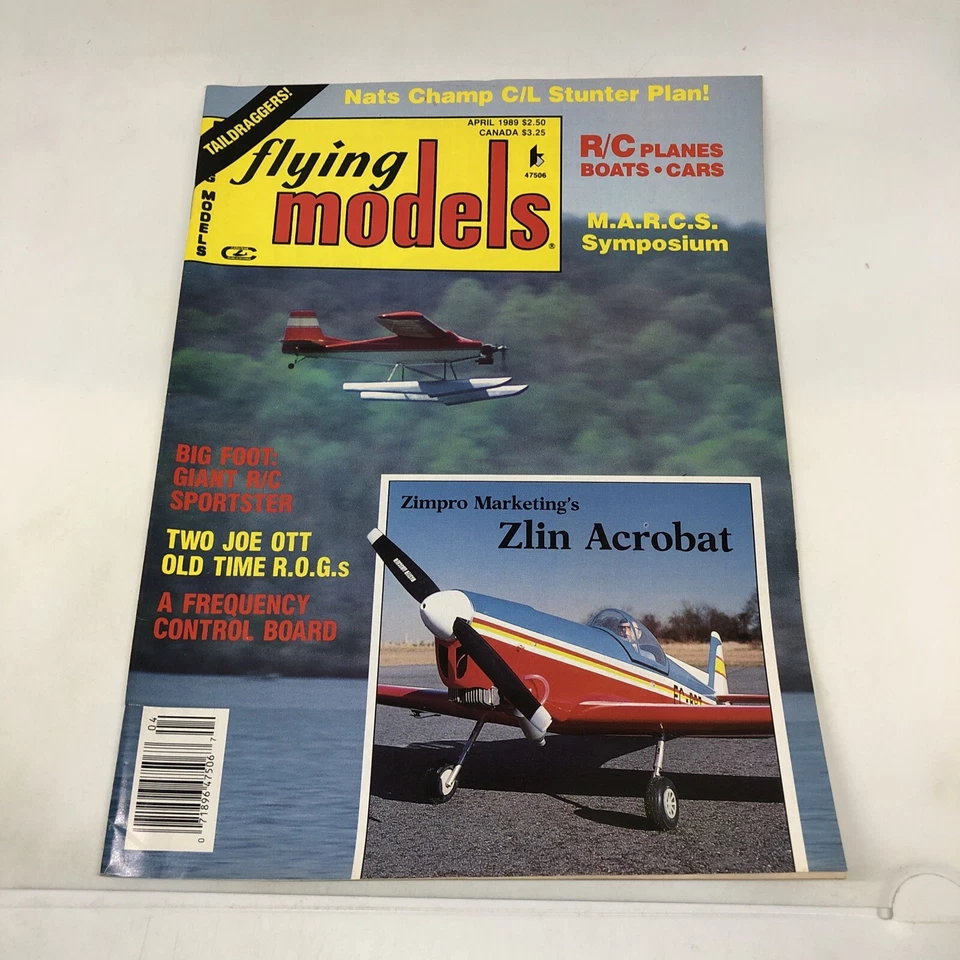 TAILDRAGGERS!
Nats Champ C/L Stunter Plan!
APRIL 1989 $2.50
CANADA $3.25
47506
flying
models®
MODELS
R/C PLANES
BOATS • CARS
M.A.R.C.S.
Symposium
BIG FOOT:
GIANT R/C
SPORTSTER
TWO JOE OTT
OLD TIME R.O.G.s
A FREQUENCY
CONTROL BOARD
Zimpro Marketing's
Zlin Acrobat
04
0 71896 47506 7